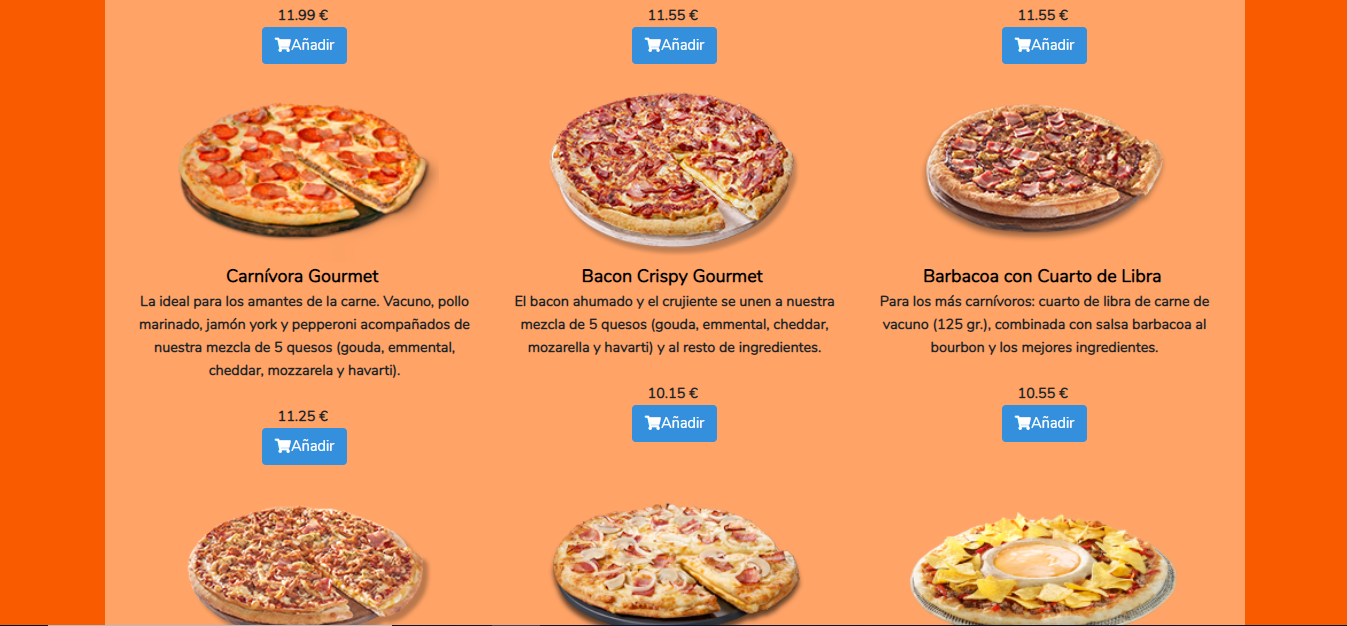 11.99 €
11.55 €
11.55 €
Añadir
Añadir
Añadir
Carnívora Gourmet
La ideal para los amantes de la carne. Vacuno, pollo
marinado, jamón york y pepperoni acompañados de
nuestra mezcla de 5 quesos (gouda, emmental,
cheddar, mozzarela y havarti).
11.25 €
Añadir
Bacon Crispy Gourmet
El bacon ahumado y el crujiente se unen a nuestra
mezcla de 5 quesos (gouda, emmental, cheddar,
mozarella y havarti) y al resto de ingredientes.
10.15 €
Añadir
Barbacoa con Cuarto de Libra
Para los más carnívoros: cuarto de libra de carne de
vacuno (125 gr.), combinada con salsa barbacoa al
bourbon y los mejores ingredientes.
10.55 €
Añadir